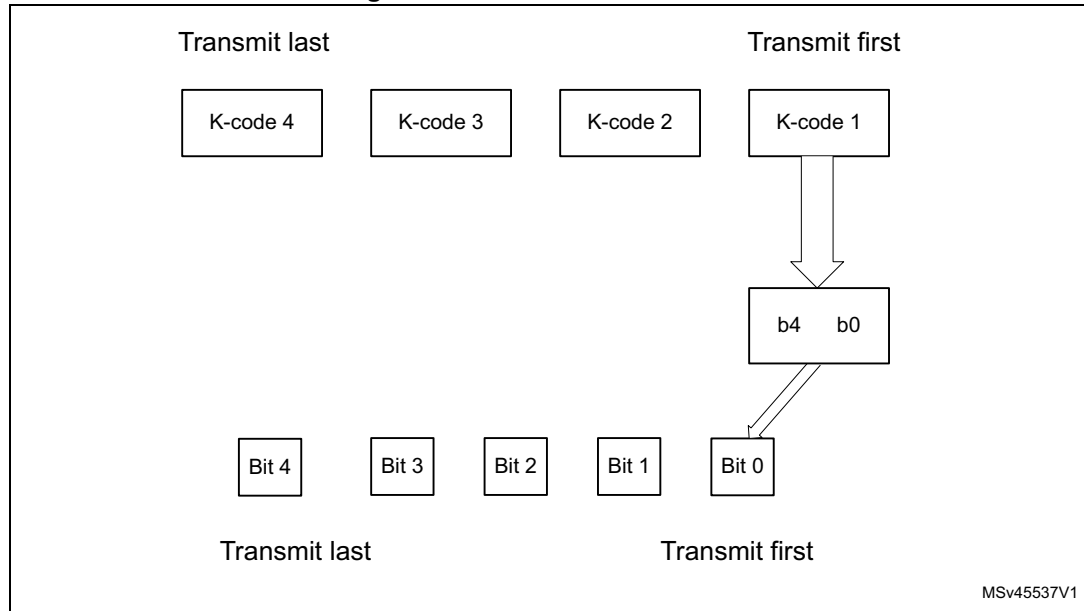 Transmit last Transmit first
K-code 4 K-code 3 K-code 2 K-code 1
b4 b0
Bit 4 Bit 3 Bit 2 Bit 1 Bit 0
Transmit last Transmit first
MSv45537V1